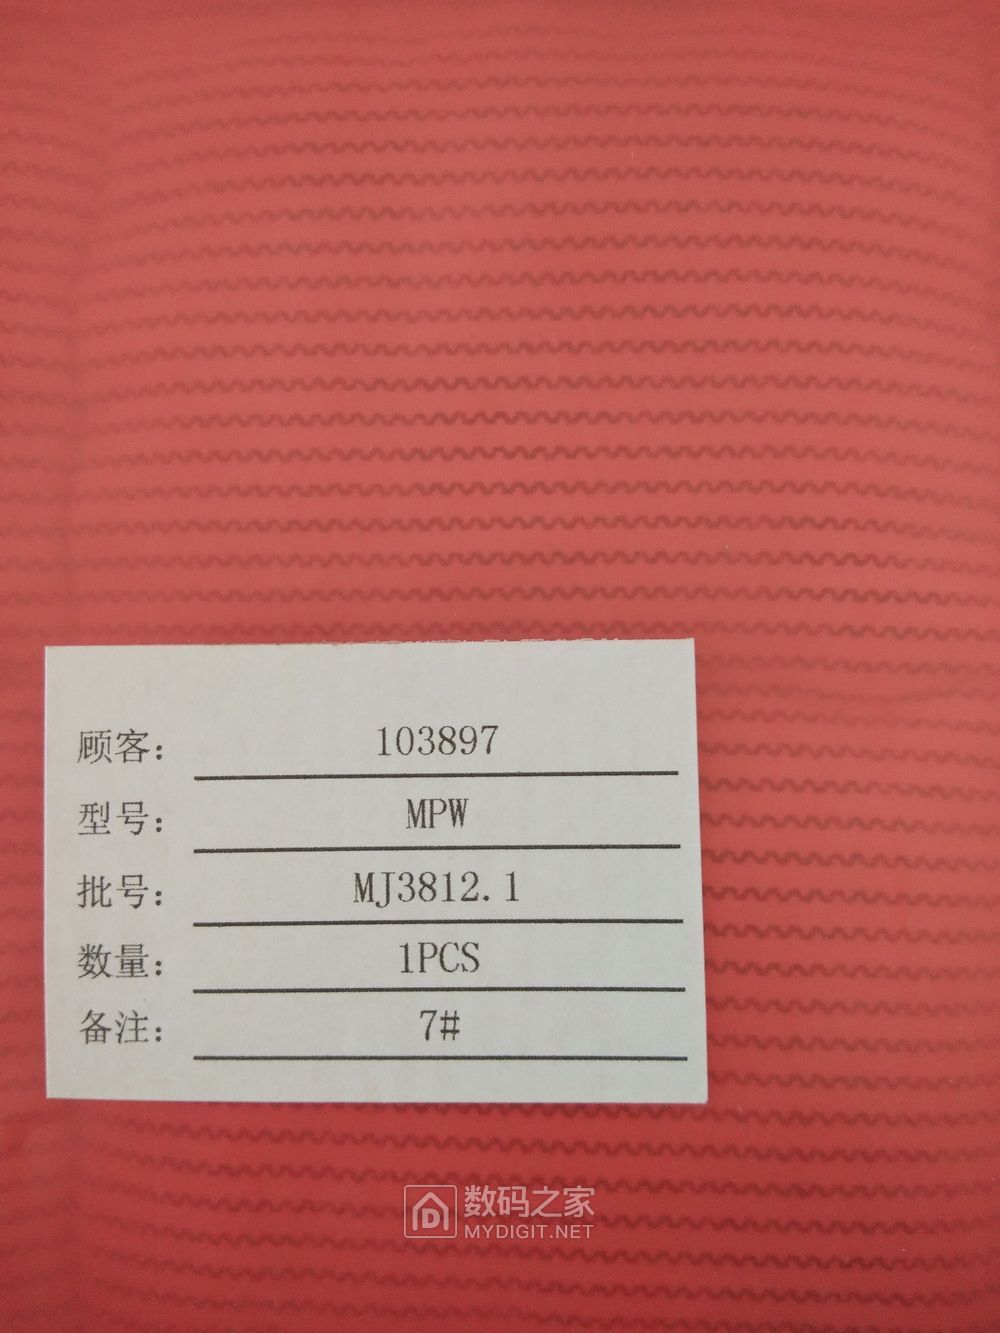 顾客: 103897
型号: MPW
批号: MJ3812.1
数量: 1PCS
备注: 7#
数码之家
MYDIGIT.NET